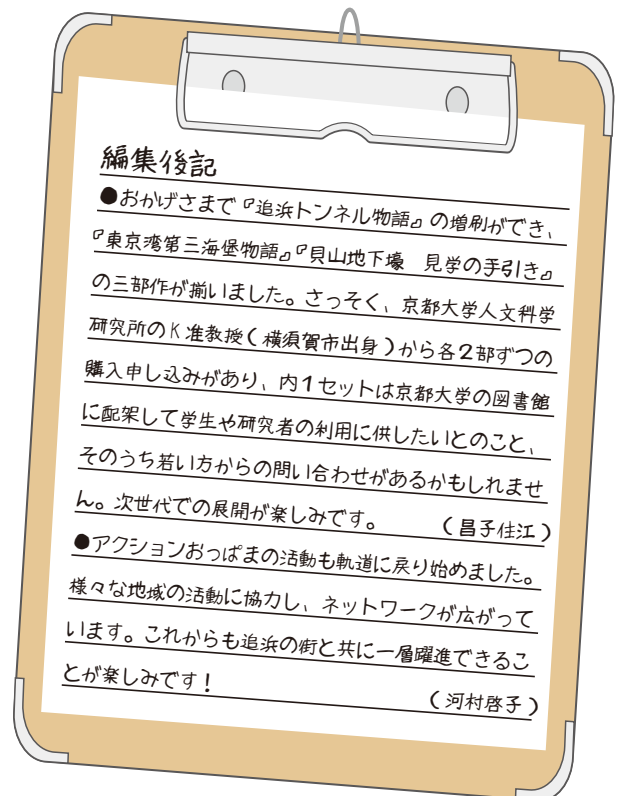 編集後記
●おかげさまで『追浜トンネル物語』の増刷ができ、
『東京湾第三海堡物語』『貝山地下壕　見学の手引き』
の三部作が揃いました。さっそく、京都大学人文科学
研究所のK准教授(横須賀市出身)から各2部ずつの
購入申し込みがあり、内1セットは京都大学の図書館
に配架して学生や研究者の利用に供したいとのこと、
そのうち若い方からの問い合わせがあるかもしれませ
ん。次世代での展開が楽しみです。　(昌子住江)
●アクションおっぱまの活動も軌道に戻り始めました。
様々な地域の活動に協力し、ネットワークが広がって
います。これからも追浜の街と共に一層躍進できるこ
とが楽しみです！　(河村啓子)